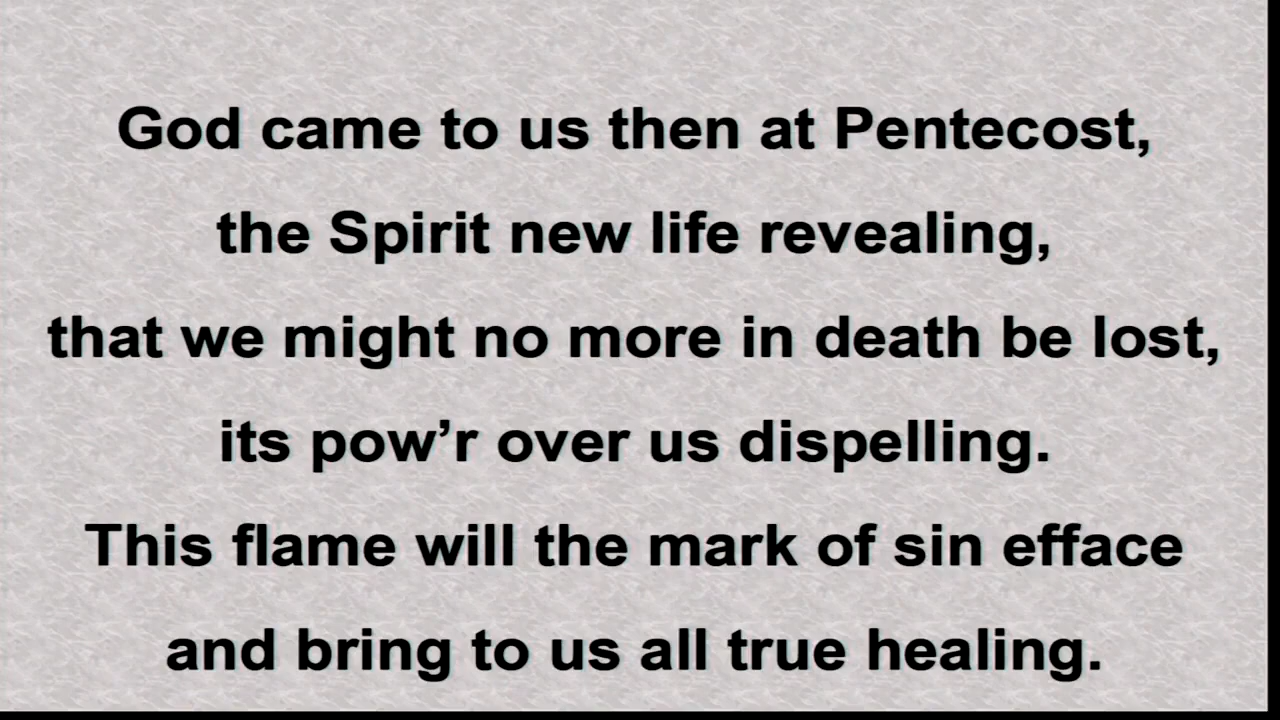 God came to us then at Pentecost,
the Spirit new life revealing,
that we might no more in death be lost,
its pow’r over us dispelling.
This flame will the mark of sin efface
and bring to us all true healing.